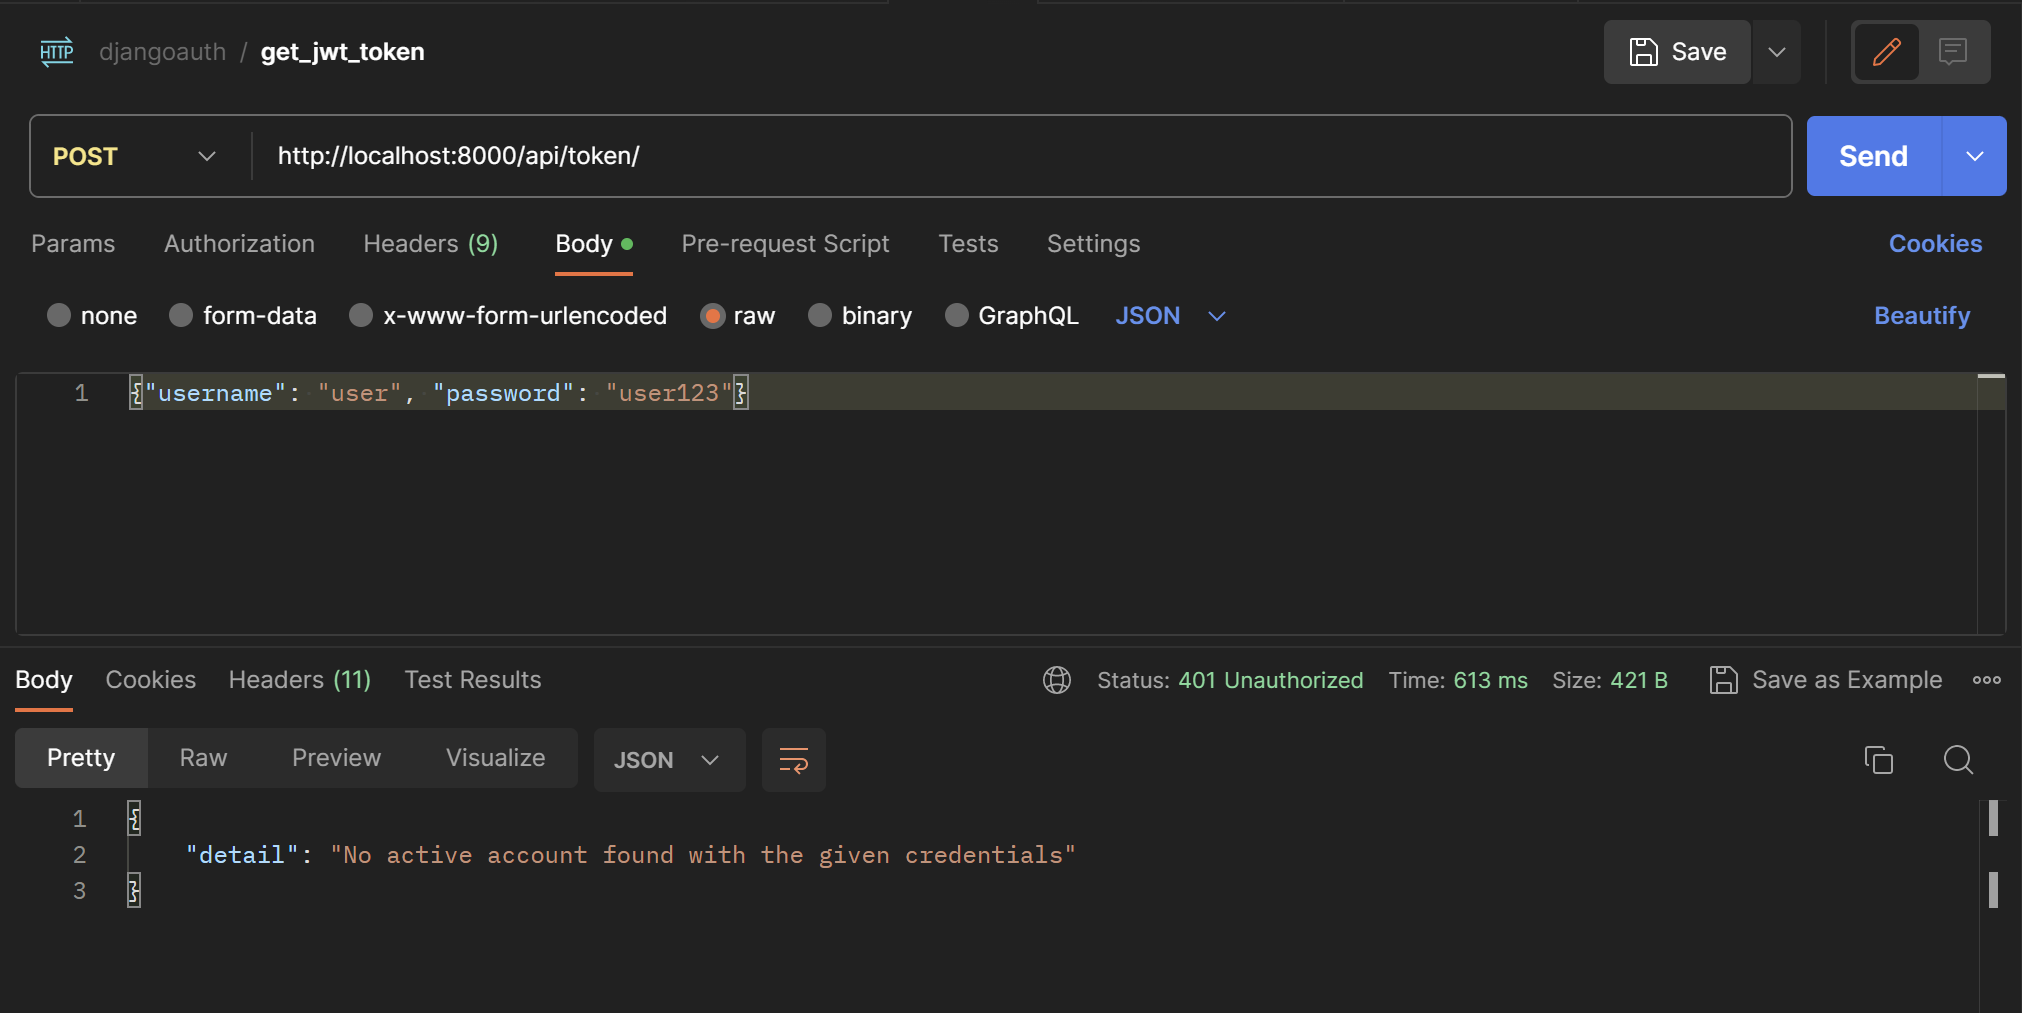 HTTP djangoauth / get_jwt_token Save
POST http://localhost:8000/api/token/ Send
Params Authorization Headers (9) Body Pre-request Script Tests Settings Cookies
none form-data x-www-form-urlencoded raw binary GraphQL JSON Beautify
1 {"username": "user", "password": "user123"}
Body Cookies Headers (11) Test Results Status: 401 Unauthorized Time: 613 ms Size: 421 B Save as Example
Pretty Raw Preview Visualize JSON
1 {
2 "detail": "No active account found with the given credentials"
3 }